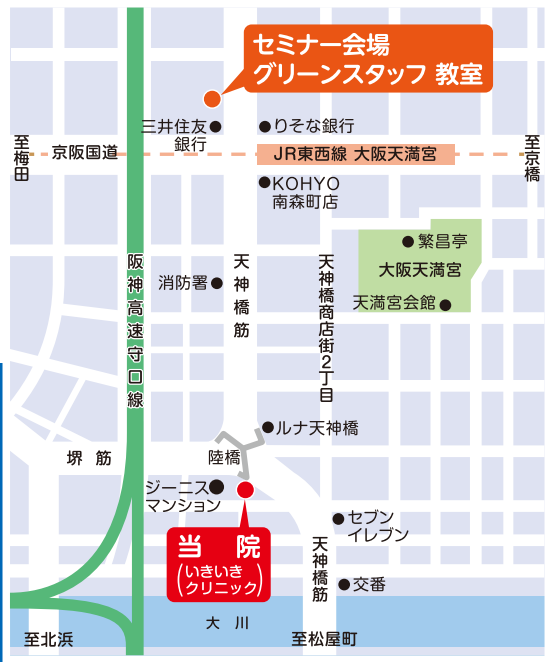 セミナー会場
グリーンスタッフ 教室
三井住友
銀行
りそな銀行
至梅田
京阪国道
JR東西線 大阪天満宮
至京橋
KOHYO
南森町店
繁昌亭
大阪天満宮
天満宮会館
阪神高速守口線
消防署
天神橋筋
天神橋商店街2丁目
ルナ天神橋
堺筋
陸橋
ジーニス
マンション
セブン
イレブン
当院
(いきいき
クリニック)
天神橋筋
交番
大川
至北浜
至松屋町